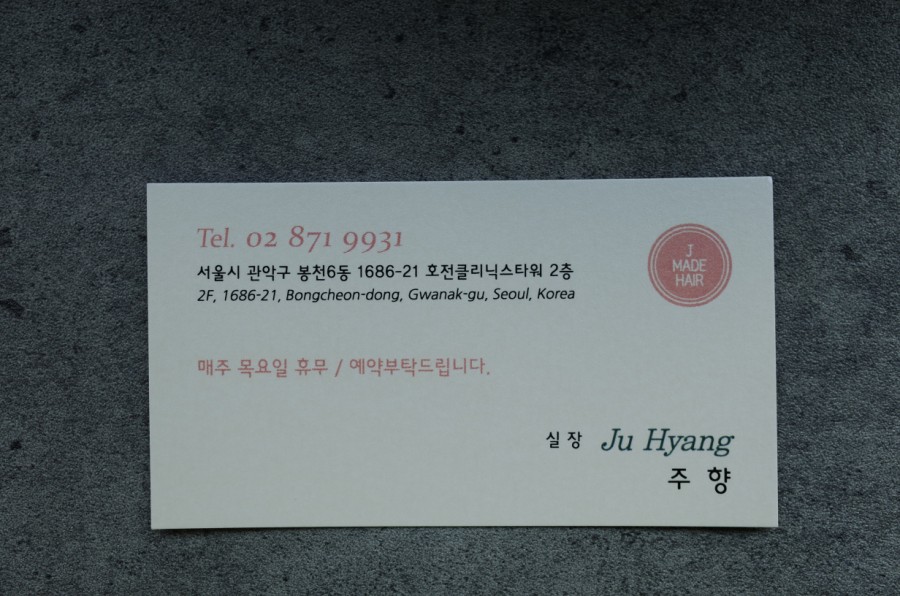 Tel. 02 871 9931
서울시 관악구 봉천6동 1686-21 호전클리닉스타워 2층
2F, 1686-21, Bongcheon-dong, Gwanak-gu, Seoul, Korea
J
MADE
HAIR
매주 목요일 휴무 / 예약부탁드립니다.
실장 Ju Hyang
주 향